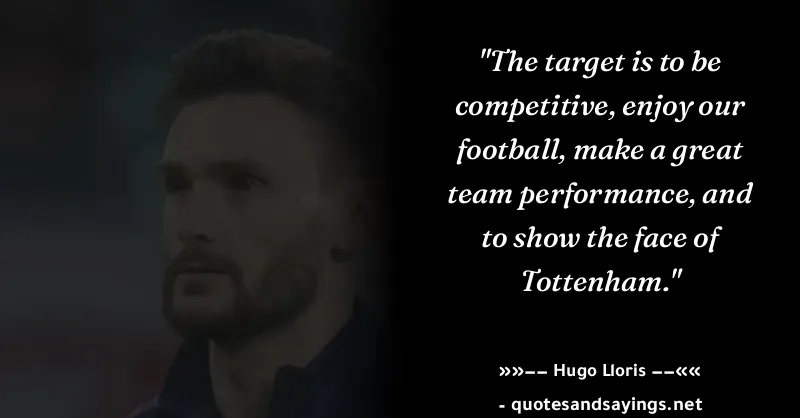 "The target is to be
competitive, enjoy our
football, make a great
team performance, and
to show the face of
Tottenham."
»»−− Hugo Lloris −−««
- quotesandsayings.net